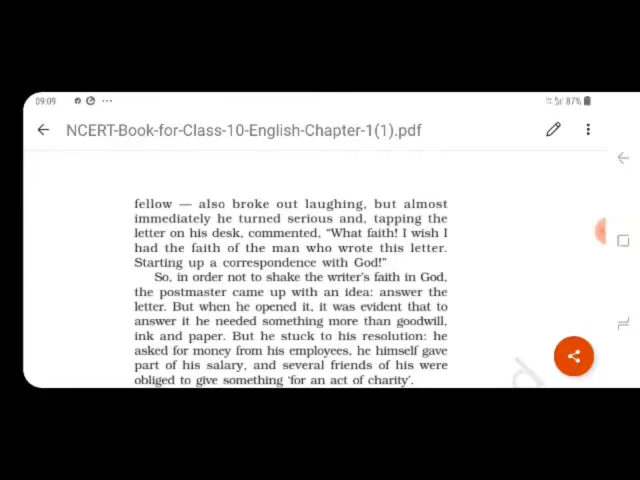 09:09
87%
NCERT-Book-for-Class-10-English-Chapter-1(1).pdf
fellow — also broke out laughing, but almost
immediately he turned serious and, tapping the
letter on his desk, commented, “What faith! I wish I
had the faith of the man who wrote this letter.
Starting up a correspondence with God!”
So, in order not to shake the writer’s faith in God,
the postmaster came up with an idea: answer the
letter. But when he opened it, it was evident that to
answer it he needed something more than goodwill,
ink and paper. But he stuck to his resolution: he
asked for money from his employees, he himself gave
part of his salary, and several friends of his were
obliged to give something ‘for an act of charity’.